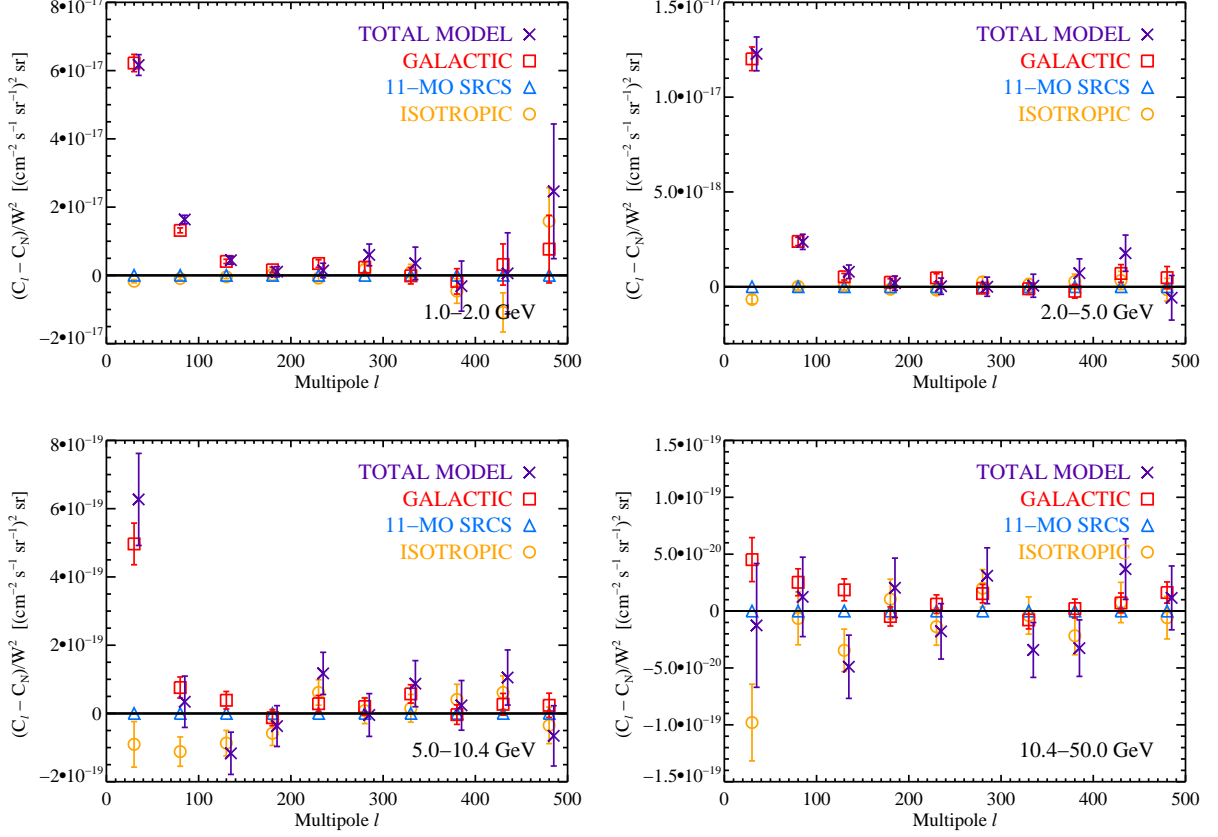 8•10⁻¹⁷
6•10⁻¹⁷
4•10⁻¹⁷
2•10⁻¹⁷
0
−2•10⁻¹⁷
(C_l − C_N)/W² [(cm⁻² s⁻¹ sr⁻¹)² sr]
TOTAL MODEL
GALACTIC
11−MO SRCS
ISOTROPIC
1.0−2.0 GeV
0 100 200 300 400 500
Multipole l
1.5•10⁻¹⁷
1.0•10⁻¹⁷
5.0•10⁻¹⁸
0
(C_l − C_N)/W² [(cm⁻² s⁻¹ sr⁻¹)² sr]
TOTAL MODEL
GALACTIC
11−MO SRCS
ISOTROPIC
2.0−5.0 GeV
0 100 200 300 400 500
Multipole l
8•10⁻¹⁹
6•10⁻¹⁹
4•10⁻¹⁹
2•10⁻¹⁹
0
−2•10⁻¹⁹
(C_l − C_N)/W² [(cm⁻² s⁻¹ sr⁻¹)² sr]
TOTAL MODEL
GALACTIC
11−MO SRCS
ISOTROPIC
5.0−10.4 GeV
0 100 200 300 400 500
Multipole l
1.5•10⁻¹⁹
1.0•10⁻¹⁹
5.0•10⁻²⁰
0
−5.0•10⁻²⁰
−1.0•10⁻¹⁹
−1.5•10⁻¹⁹
(C_l − C_N)/W² [(cm⁻² s⁻¹ sr⁻¹)² sr]
TOTAL MODEL
GALACTIC
11−MO SRCS
ISOTROPIC
10.4−50.0 GeV
0 100 200 300 400 500
Multipole l